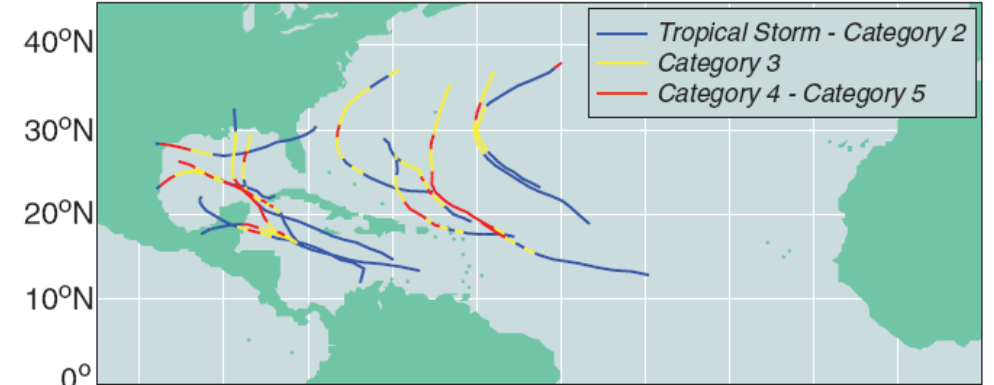 40°N
Tropical Storm - Category 2
Category 3
Category 4 - Category 5
30°N
20°N
10°N
0°